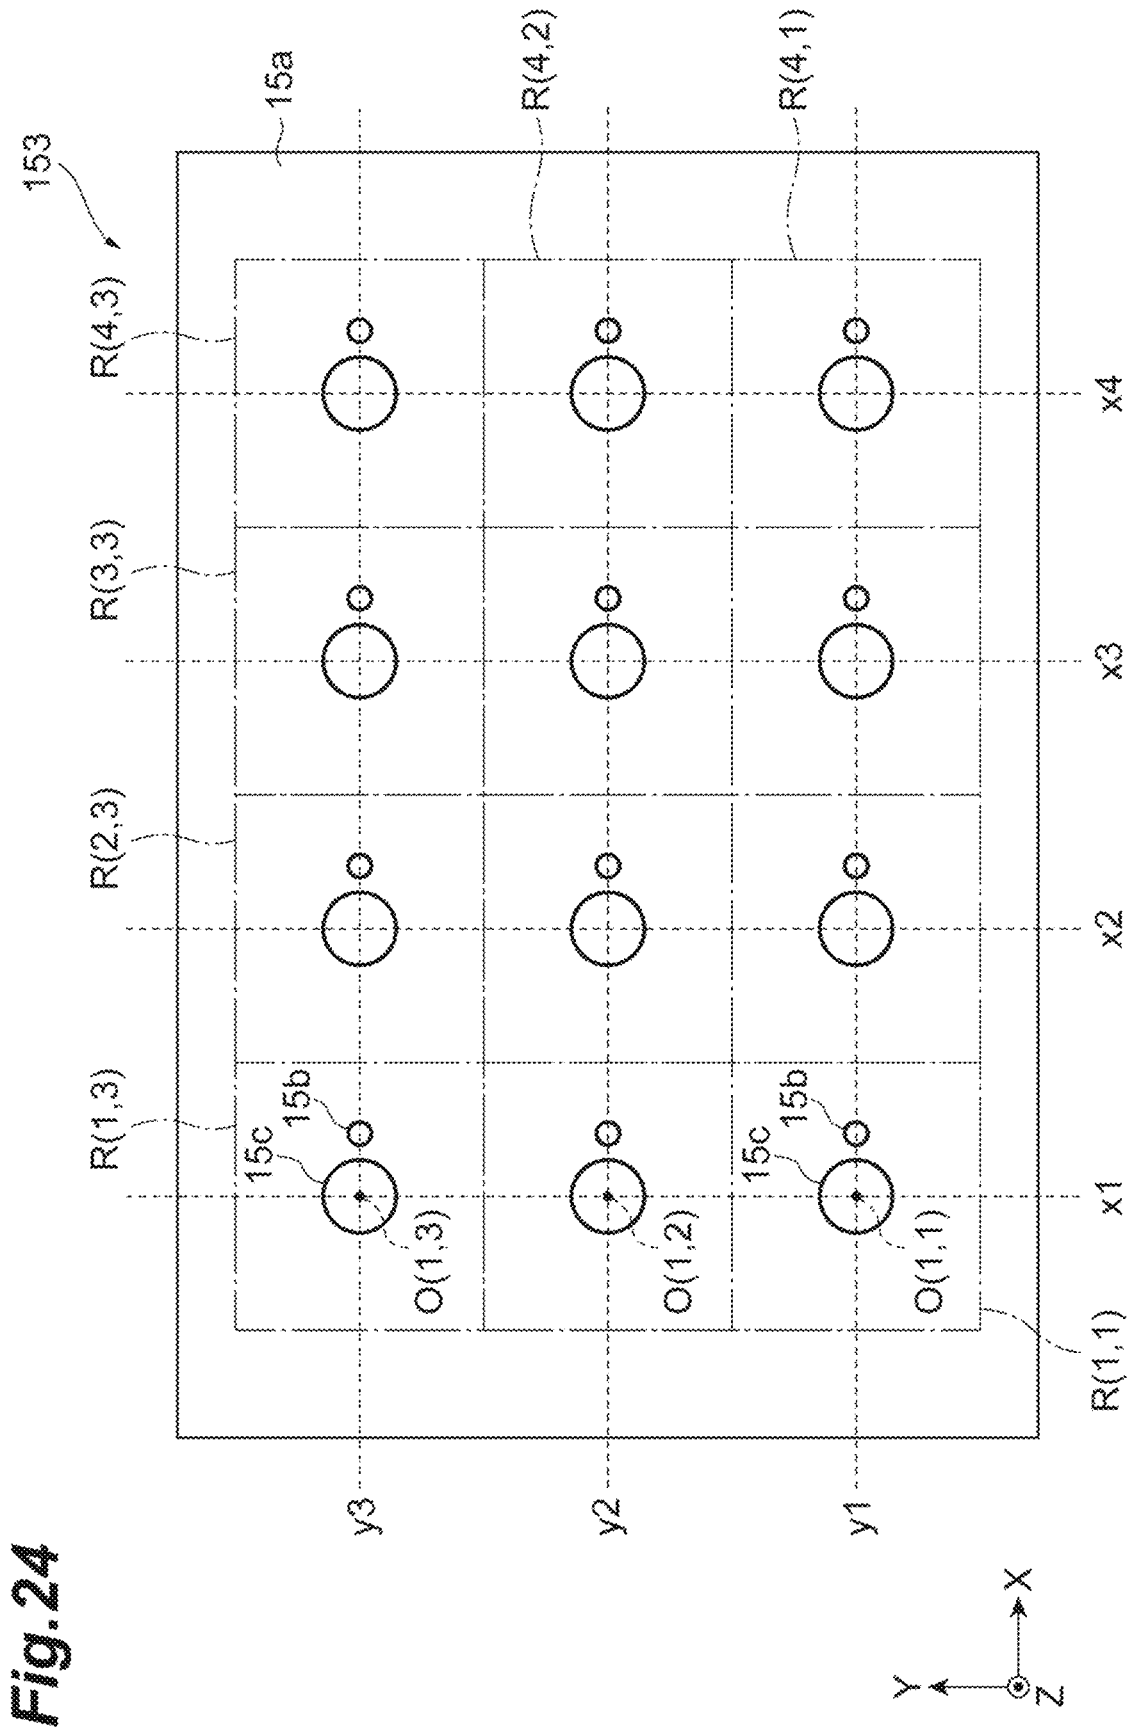 Fig.24
153
R(1,3)
R(2,3)
R(3,3)
R(4,3)
15a
15c
15b
y3
O(1,3)
R(4,2)
y2
O(1,2)
R(4,1)
15c
15b
y1
O(1,1)
R(1,1)
x1
x2
x3
x4
Y
X
Z